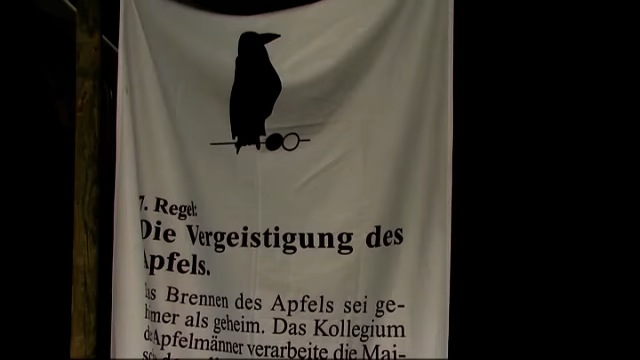 7. Regel:
Die Vergeistigung des
Apfels.
Das Brennen des Apfels sei ge-
heimer als geheim. Das Kollegium
der Apfelmänner verarbeite die Mai-